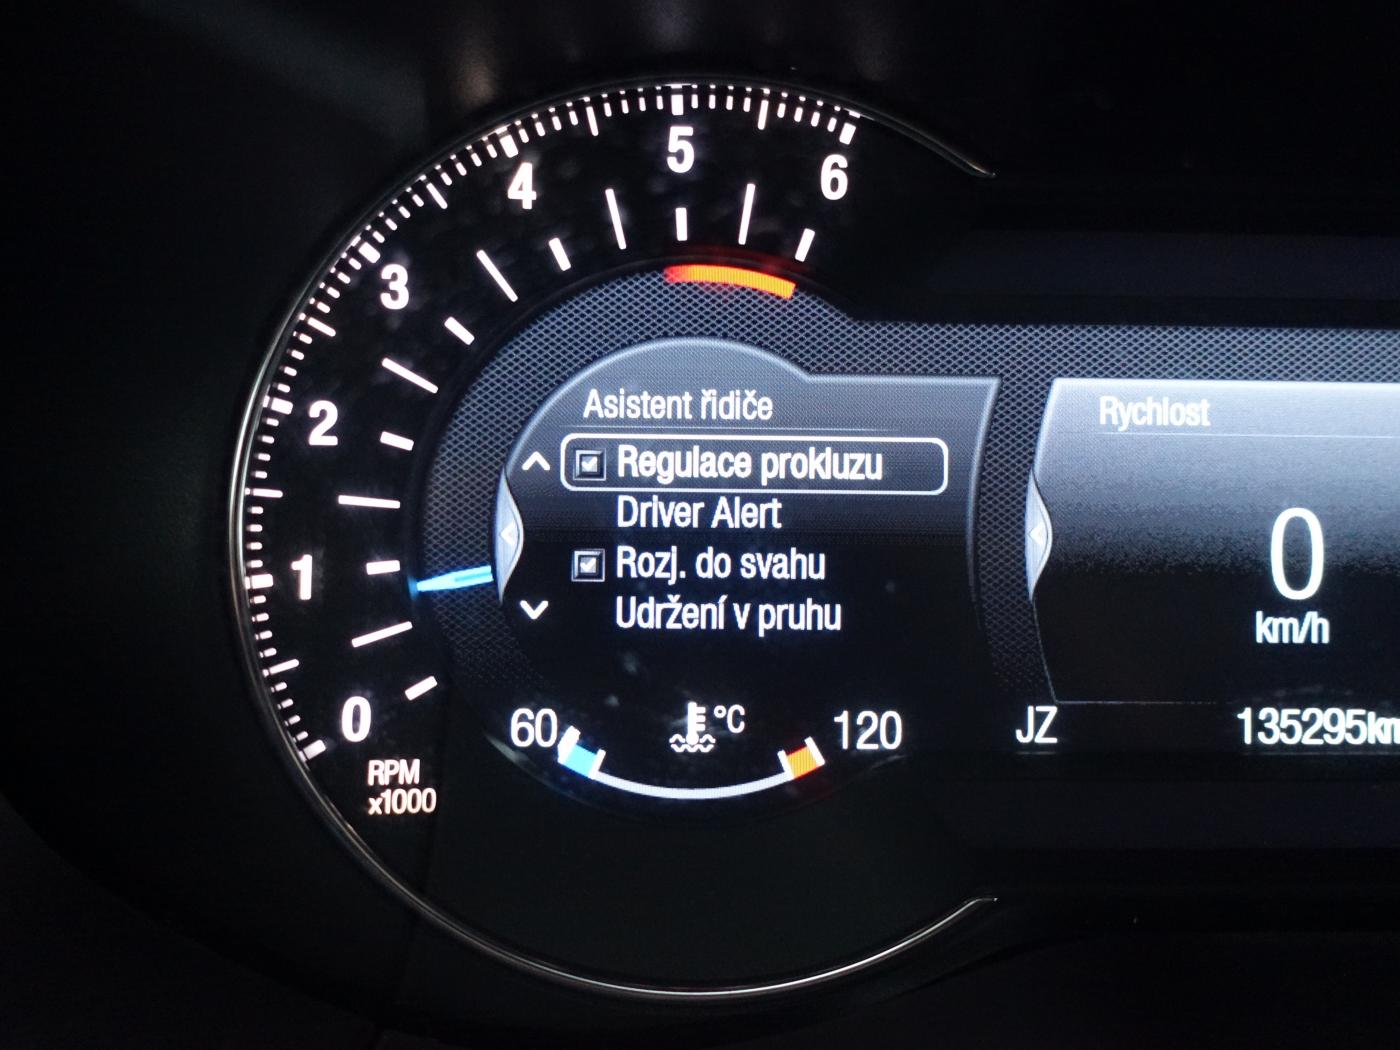 6
5
4
3
2
1
0
RPM
x1000
Asistent řidiče
Regulace prokluzu
Driver Alert
Rozj. do svahu
Udržení v pruhu
60
°C
120
Rychlost
0
km/h
JZ
135295km